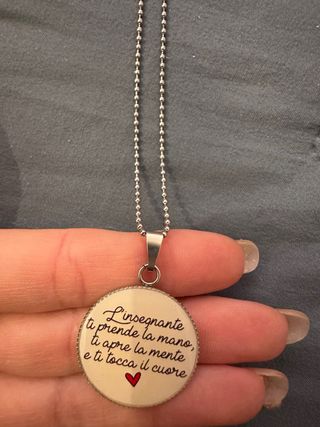 L'insegnante
ti prende la mano,
ti apre la mente
e ti tocca il cuore